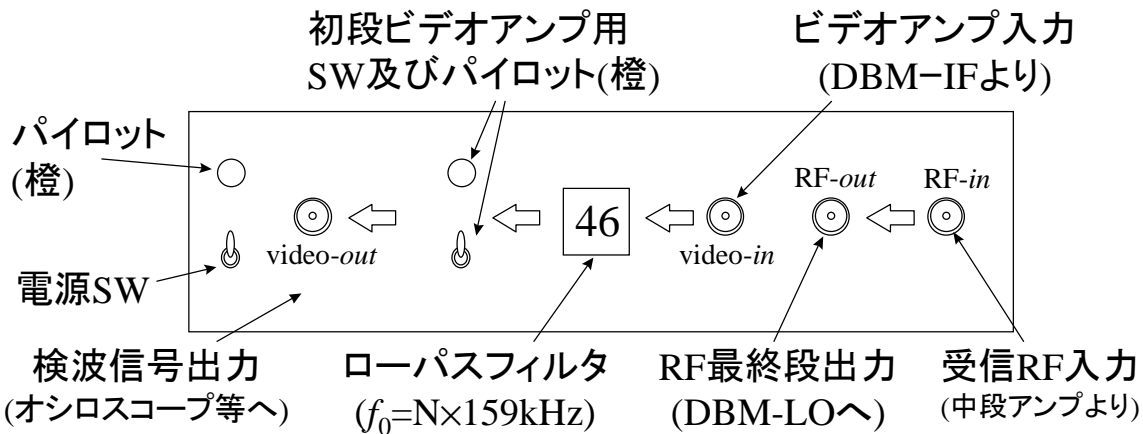 初段ビデオアンプ用
SW及びパイロット(橙)
ビデオアンプ入力
(DBM−IFより)
パイロット
(橙)
RF-out
RF-in
46
video-out
video-in
電源SW
検波信号出力
(オシロスコープ等へ)
ローパスフィルタ
(f0=N×159kHz)
RF最終段出力
(DBM-LOへ)
受信RF入力
(中段アンプより)